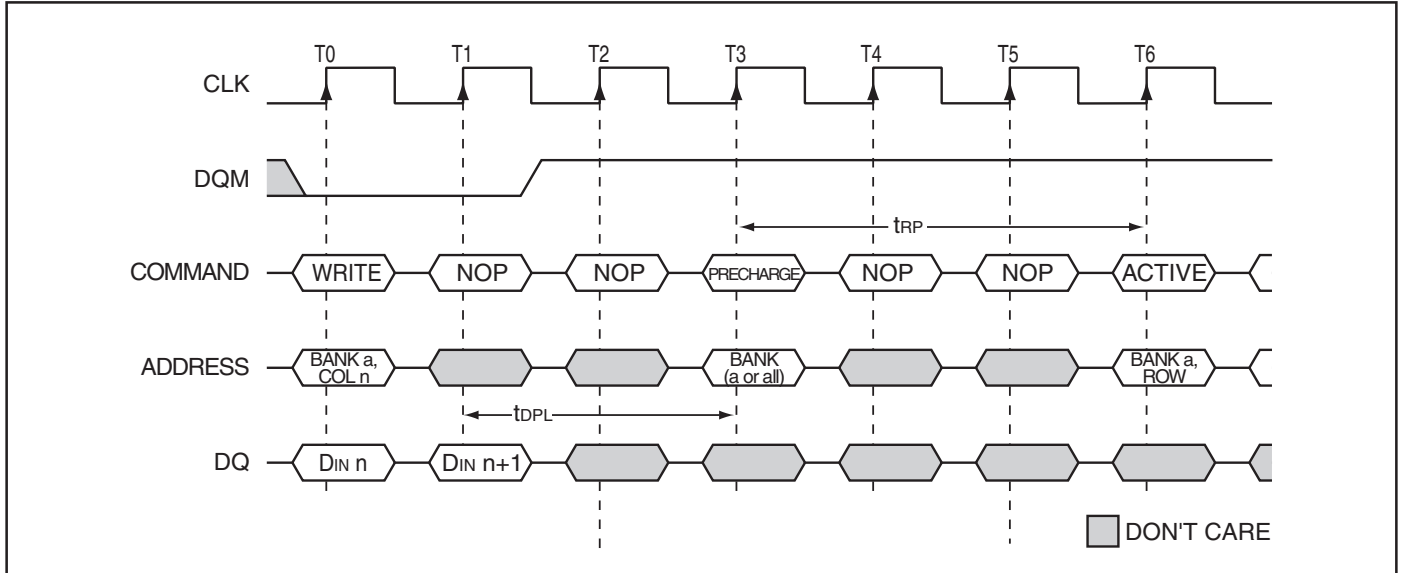 T0 T1 T2 T3 T4 T5 T6
CLK
DQM
tRP
COMMAND WRITE NOP NOP PRECHARGE NOP NOP ACTIVE
ADDRESS BANK a, COL n BANK (a or all) BANK a, ROW
tDPL
DQ DIN n DIN n+1
DON'T CARE